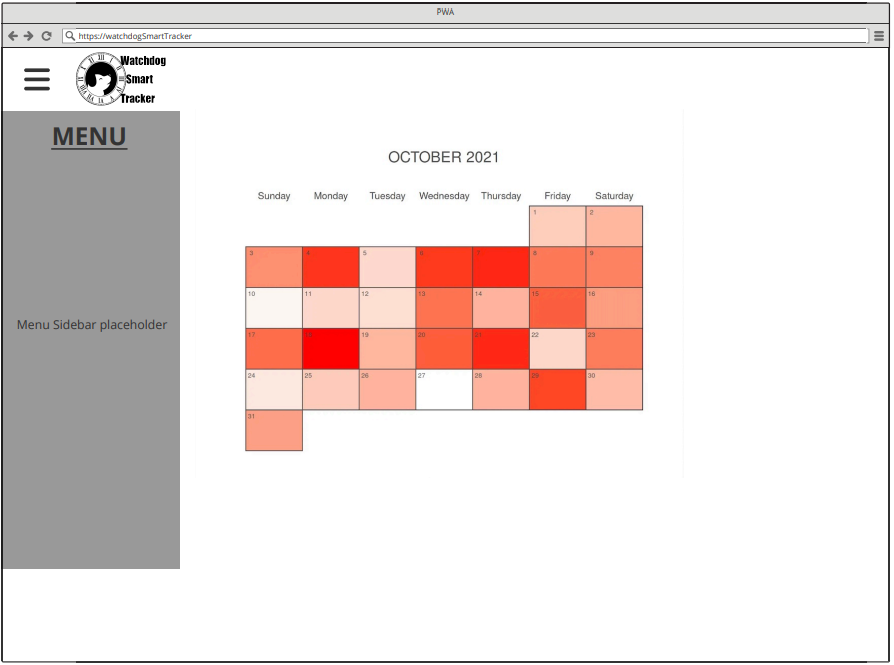 PWA
https://watchdogSmartTracker
Watchdog
Smart
Tracker
MENU
Menu Sidebar placeholder
OCTOBER 2021
Sunday Monday Tuesday Wednesday Thursday Friday Saturday
1 2
3 4 5 6 7 8 9
10 11 12 13 14 15 16
17 18 19 20 21 22 23
24 25 26 27 28 29 30
31